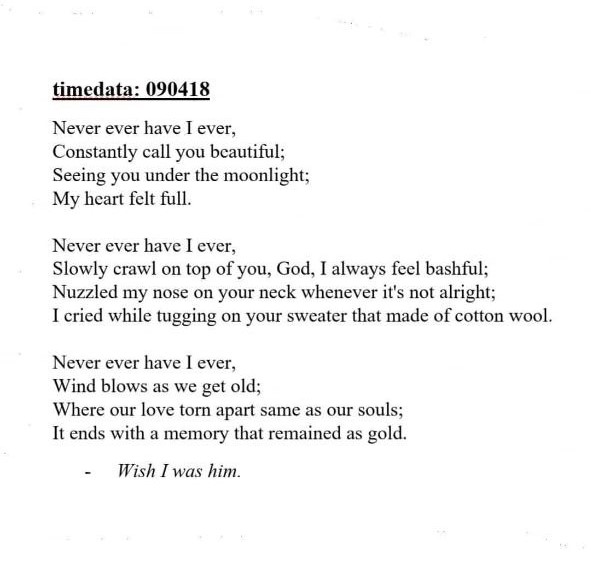 timedata: 090418
Never ever have I ever,
Constantly call you beautiful;
Seeing you under the moonlight;
My heart felt full.
Never ever have I ever,
Slowly crawl on top of you, God, I always feel bashful;
Nuzzled my nose on your neck whenever it's not alright;
I cried while tugging on your sweater that made of cotton wool.
Never ever have I ever,
Wind blows as we get old;
Where our love torn apart same as our souls;
It ends with a memory that remained as gold.
- Wish I was him.